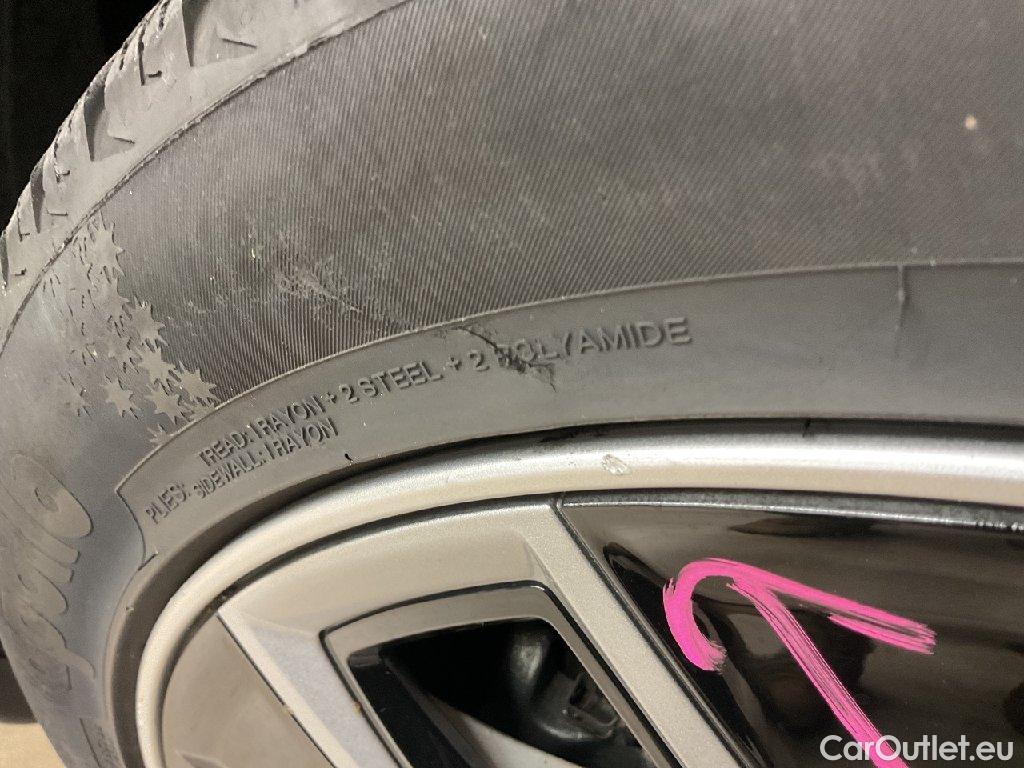 PLIES: TREAD: 1 RAYON + 2 STEEL + 2 POLYAMIDE
SIDEWALL: 1 RAYON
CarOutlet.eu